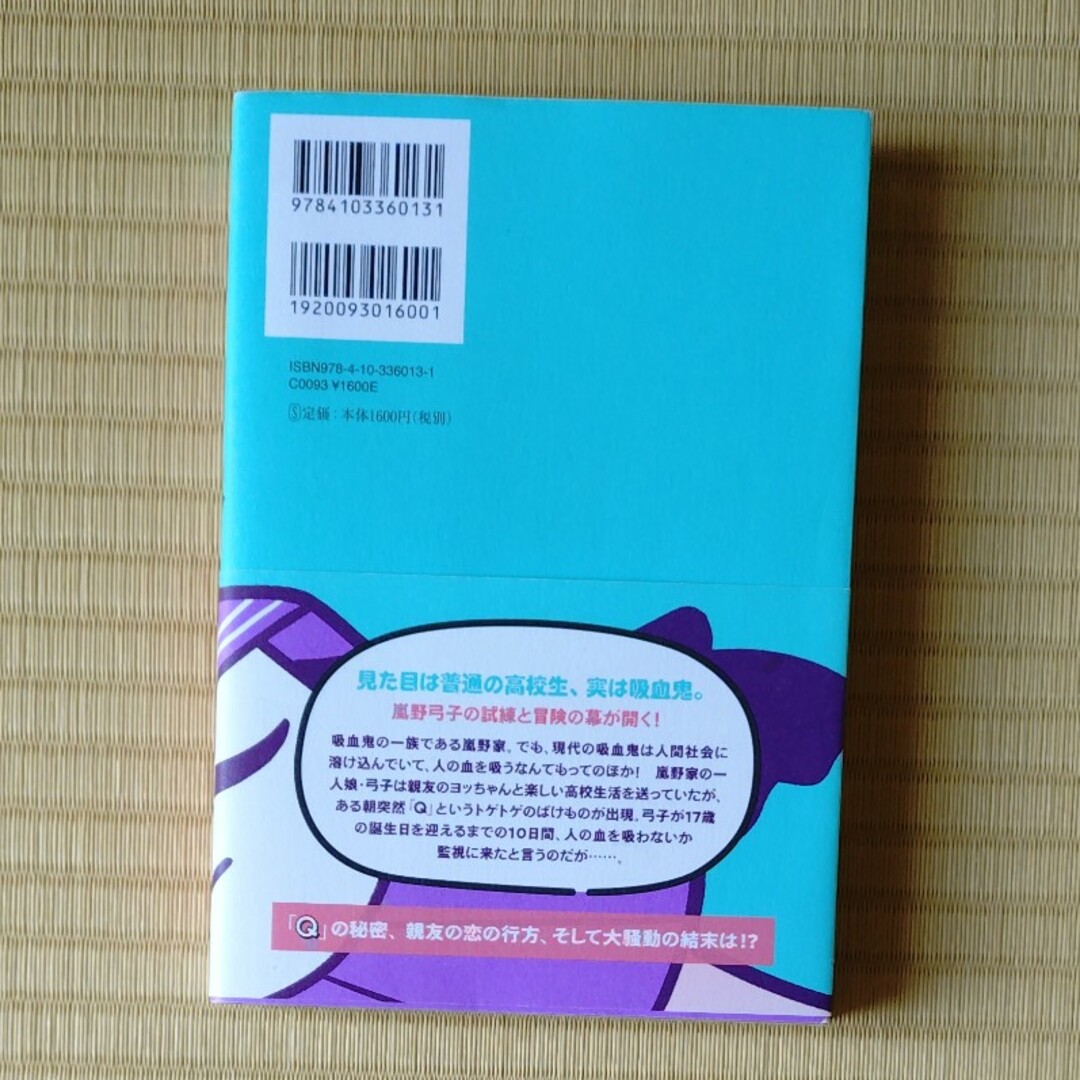 9784103360131
1920093016001
ISBN978-4-10-336013-1
C0093 ¥1600E
Ⓢ定価：本体1600円（税別）
見た目は普通の高校生、実は吸血鬼。
嵐野弓子の試練と冒険の幕が開く！
吸血鬼の一族である嵐野家。でも、現代の吸血鬼は人間社会に
溶け込んでいて、人の血を吸うなんてもってのほか！ 嵐野家の一
人娘・弓子は親友のヨッちゃんと楽しい高校生活を送っていたが、
ある朝突然「Q」というトゲトゲのばけものが出現。弓子が17歳
の誕生日を迎えるまでの10日間、人の血を吸わないか
監視に来たと言うのだが……。
「Q」の秘密、親友の恋の行方、そして大騒動の結末は!?